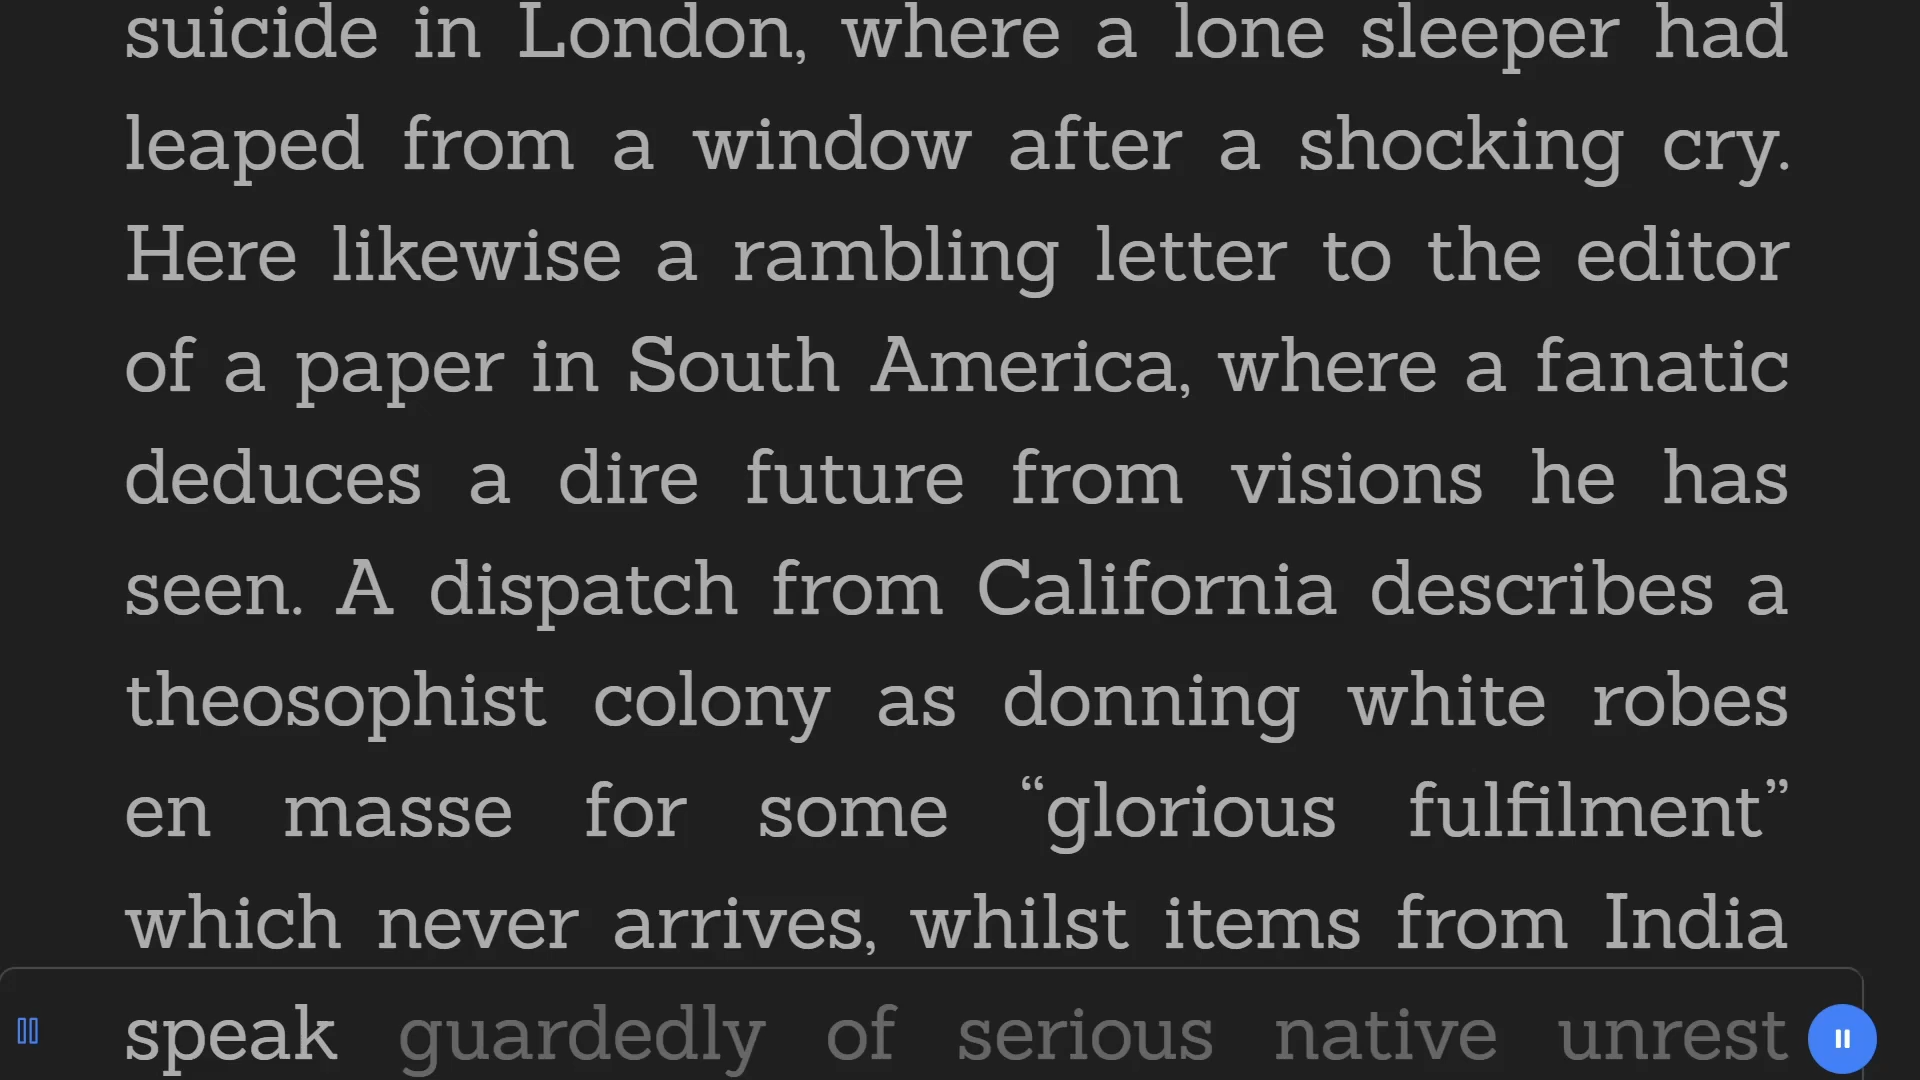 suicide in London, where a lone sleeper had
leaped from a window after a shocking cry.
Here likewise a rambling letter to the editor
of a paper in South America, where a fanatic
deduces a dire future from visions he has
seen. A dispatch from California describes a
theosophist colony as donning white robes
en masse for some “glorious fulfilment”
which never arrives, whilst items from India
speak guardedly of serious native unrest